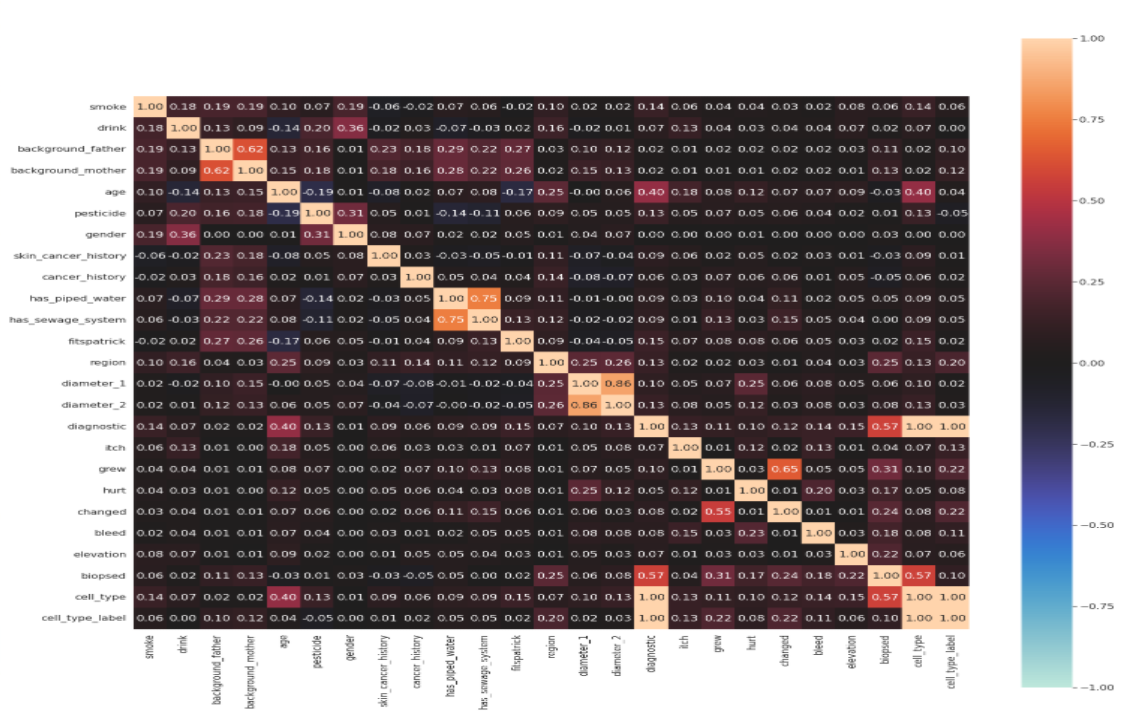 smoke 1.00 0.18 0.19 0.19 0.10 0.07 0.19 -0.06 -0.02 0.07 0.06 -0.02 0.10 0.02 0.02 0.14 0.06 0.04 0.04 0.03 0.02 0.08 0.06 0.14 0.06
drink 0.18 1.00 0.13 0.09 -0.14 0.20 0.36 -0.02 0.03 -0.07 -0.03 0.02 0.16 -0.02 0.01 0.07 0.13 0.04 0.03 0.04 0.04 0.07 0.02 0.07 0.00
background_father 0.19 0.13 1.00 0.62 0.13 0.16 0.01 0.23 0.18 0.29 0.22 0.27 0.03 0.10 0.12 0.02 0.01 0.01 0.01 0.01 0.01 0.01 0.11 0.02 0.10
background_mother 0.19 0.09 0.62 1.00 0.15 0.18 0.01 0.18 0.16 0.28 0.22 0.26 0.02 0.15 0.13 0.02 0.01 0.01 0.01 0.01 0.02 0.01 0.13 0.02 0.12
age 0.10 -0.14 0.13 0.15 1.00 -0.19 0.01 -0.08 0.02 0.07 0.08 -0.17 0.25 -0.00 0.06 0.40 0.18 0.08 0.12 0.07 0.07 0.09 -0.03 0.40 0.04
pesticide 0.07 0.20 0.16 0.18 -0.19 1.00 0.31 0.05 0.01 -0.14 -0.11 0.06 0.09 0.05 0.05 0.13 0.05 0.07 0.05 0.06 0.04 0.02 0.01 0.13 -0.05
gender 0.19 0.36 0.00 0.00 0.01 0.31 1.00 0.08 0.07 0.02 0.02 0.05 0.01 0.04 0.07 0.00 0.00 0.01 0.00 0.00 0.00 0.00 0.03 0.00 0.00
skin_cancer_history -0.06 -0.02 0.23 0.18 -0.08 0.05 0.08 1.00 0.03 -0.03 -0.05 -0.01 0.11 -0.07 -0.04 0.09 0.06 0.02 0.05 0.02 0.03 0.01 -0.03 0.09 0.01
cancer_history -0.02 0.03 0.18 0.16 0.02 0.01 0.07 0.03 1.00 0.05 0.04 0.04 0.14 -0.08 -0.07 0.06 0.03 0.07 0.06 0.06 0.01 0.05 -0.05 0.06 0.02
has_piped_water 0.07 -0.07 0.29 0.28 0.07 -0.14 0.02 -0.03 0.05 1.00 0.75 0.09 0.11 -0.01 -0.00 0.09 0.03 0.10 0.04 0.11 0.02 0.05 0.05 0.09 0.05
has_sewage_system 0.06 -0.03 0.22 0.22 0.08 -0.11 0.02 -0.05 0.04 0.75 1.00 0.13 0.12 -0.02 -0.02 0.09 0.01 0.13 0.03 0.15 0.05 0.04 0.00 0.09 0.05
fitspatrick -0.02 0.02 0.27 0.26 -0.17 0.06 0.05 -0.01 0.04 0.09 0.13 1.00 0.09 -0.04 -0.05 0.15 0.07 0.08 0.08 0.06 0.05 0.03 0.02 0.15 0.02
region 0.10 0.16 0.04 0.03 0.25 0.09 0.03 0.11 0.14 0.11 0.12 0.09 1.00 0.25 0.26 0.13 0.02 0.02 0.03 0.01 0.04 0.03 0.25 0.13 0.20
diameter_1 0.02 -0.02 0.10 0.15 -0.00 0.05 0.04 -0.07 -0.08 -0.01 -0.02 -0.04 0.25 1.00 0.86 0.10 0.05 0.07 0.25 0.06 0.08 0.05 0.06 0.10 0.02
diameter_2 0.02 0.01 0.12 0.13 0.06 0.05 0.07 -0.04 -0.07 -0.00 -0.02 -0.05 0.26 0.86 1.00 0.13 0.08 0.05 0.12 0.03 0.08 0.03 0.08 0.13 0.03
diagnostic 0.14 0.07 0.02 0.02 0.40 0.13 0.01 0.09 0.06 0.09 0.09 0.15 0.07 0.10 0.13 1.00 0.13 0.11 0.10 0.12 0.14 0.15 0.57 1.00 1.00
itch 0.06 0.13 0.01 0.00 0.18 0.05 0.00 0.06 0.03 0.03 0.01 0.07 0.01 0.05 0.08 0.07 1.00 0.01 0.12 0.02 0.13 0.01 0.04 0.07 0.13
grew 0.04 0.04 0.01 0.01 0.08 0.07 0.01 0.02 0.07 0.10 0.13 0.08 0.01 0.07 0.05 0.10 0.01 1.00 0.03 0.65 0.05 0.05 0.31 0.10 0.22
hurt 0.04 0.03 0.01 0.00 0.12 0.05 0.00 0.05 0.06 0.04 0.03 0.08 0.01 0.25 0.12 0.05 0.12 0.01 1.00 0.01 0.20 0.03 0.17 0.05 0.08
changed 0.03 0.04 0.01 0.01 0.07 0.06 0.00 0.02 0.06 0.11 0.15 0.06 0.01 0.06 0.03 0.08 0.02 0.55 0.01 1.00 0.01 0.03 0.24 0.08 0.22
bleed 0.02 0.04 0.01 0.01 0.07 0.04 0.00 0.03 0.01 0.02 0.05 0.05 0.01 0.08 0.08 0.08 0.15 0.03 0.23 0.01 1.00 0.03 0.18 0.08 0.11
elevation 0.08 0.07 0.01 0.01 0.09 0.02 0.00 0.01 0.05 0.05 0.04 0.03 0.01 0.05 0.03 0.07 0.01 0.03 0.03 0.01 0.03 1.00 0.22 0.07 0.06
biopsed 0.06 0.02 0.11 0.13 -0.03 0.01 0.03 -0.03 -0.05 0.05 0.00 0.02 0.25 0.06 0.08 0.57 0.04 0.31 0.17 0.24 0.18 0.22 1.00 0.57 0.10
cell_type 0.14 0.07 0.02 0.02 0.40 0.13 0.01 0.09 0.06 0.09 0.09 0.15 0.07 0.10 0.13 1.00 0.13 0.11 0.10 0.12 0.14 0.15 0.57 1.00 1.00
cell_type_label 0.06 0.00 0.10 0.12 0.04 -0.05 0.00 0.01 0.02 0.05 0.05 0.02 0.20 0.02 0.03 1.00 0.13 0.22 0.08 0.22 0.11 0.06 0.10 1.00 1.00
smoke
drink
background_father
background_mother
age
pesticide
gender
skin_cancer_history
cancer_history
has_piped_water
has_sewage_system
fitspatrick
region
diameter_1
diameter_2
diagnostic
itch
grew
hurt
changed
bleed
elevation
biopsed
cell_type
cell_type_label
1.00
0.75
0.50
0.25
0.00
−0.25
−0.50
−0.75
−1.00